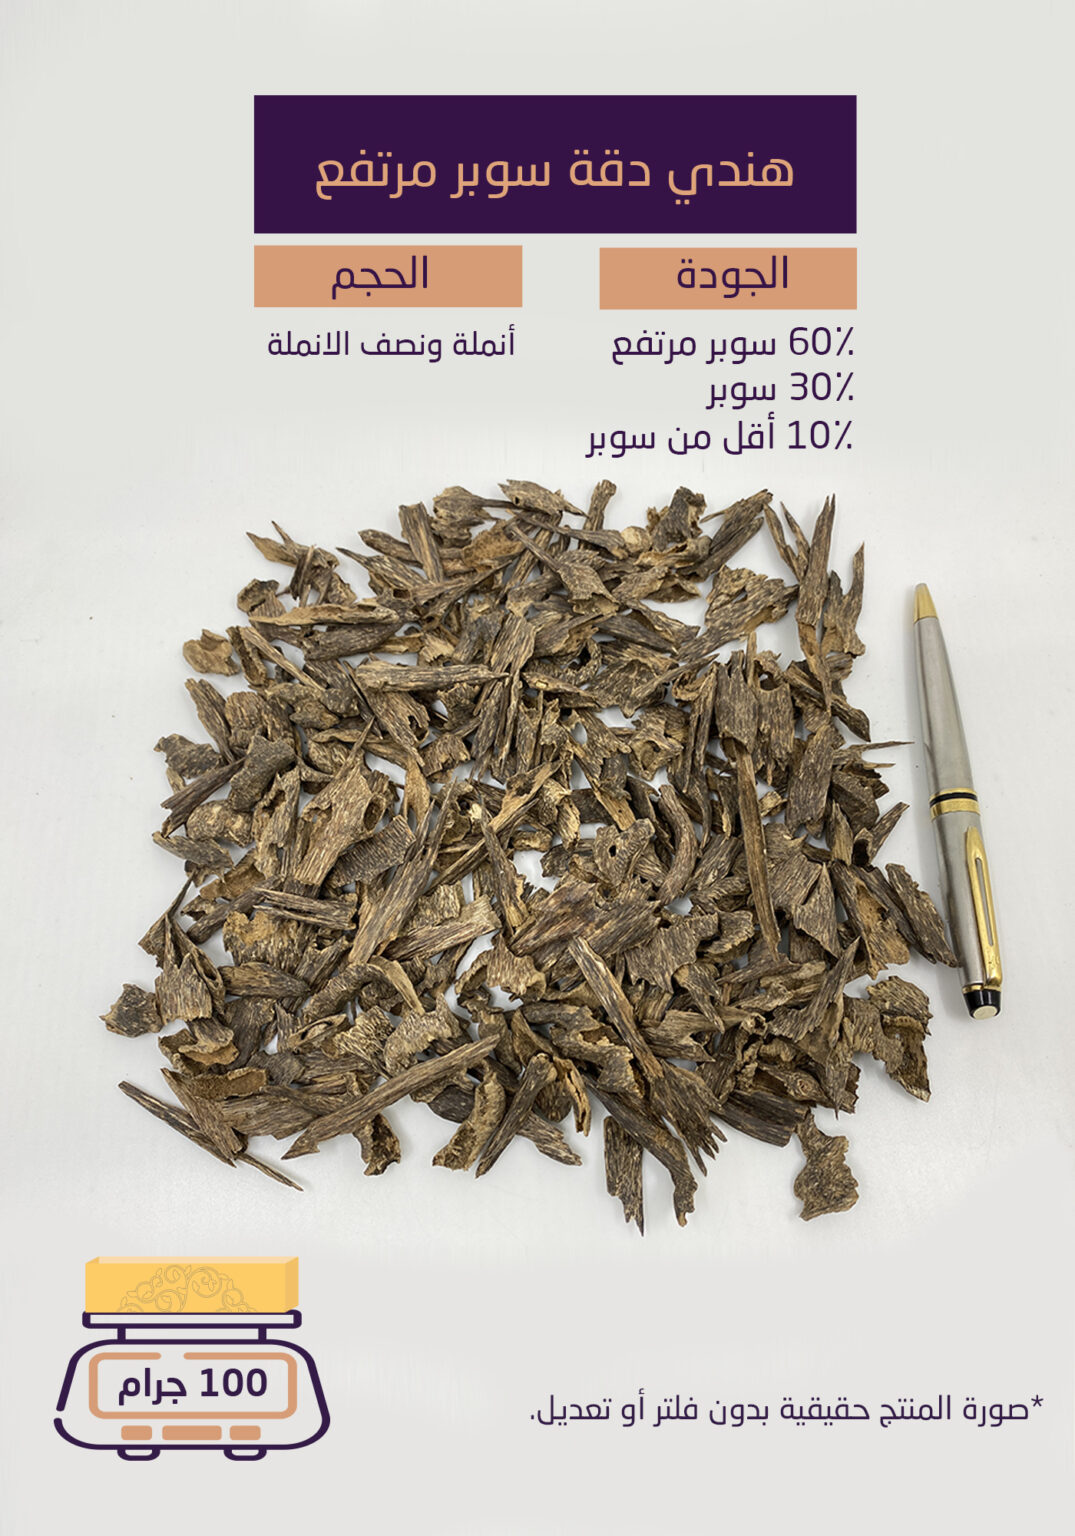 هندي دقة سوبر مرتفع
الجودة
60٪ سوبر مرتفع
30٪ سوبر
10٪ أقل من سوبر
الحجم
أنملة ونصف الانملة
100 جرام
*صورة المنتج حقيقية بدون فلتر أو تعديل.